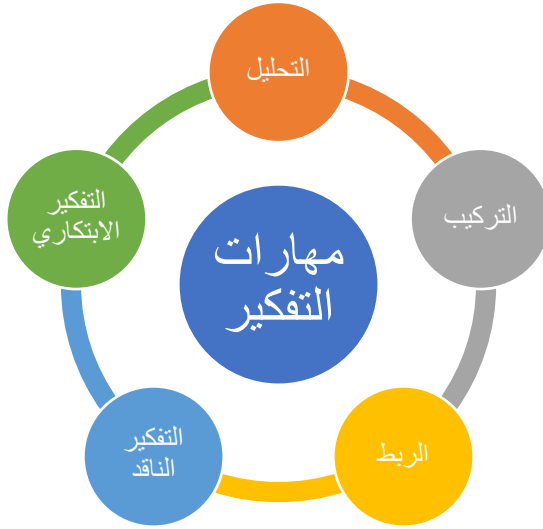 التحليل
التركيب
الربط
التفكير
الناقد
التفكير
الابتكاري
مهارات
التفكير